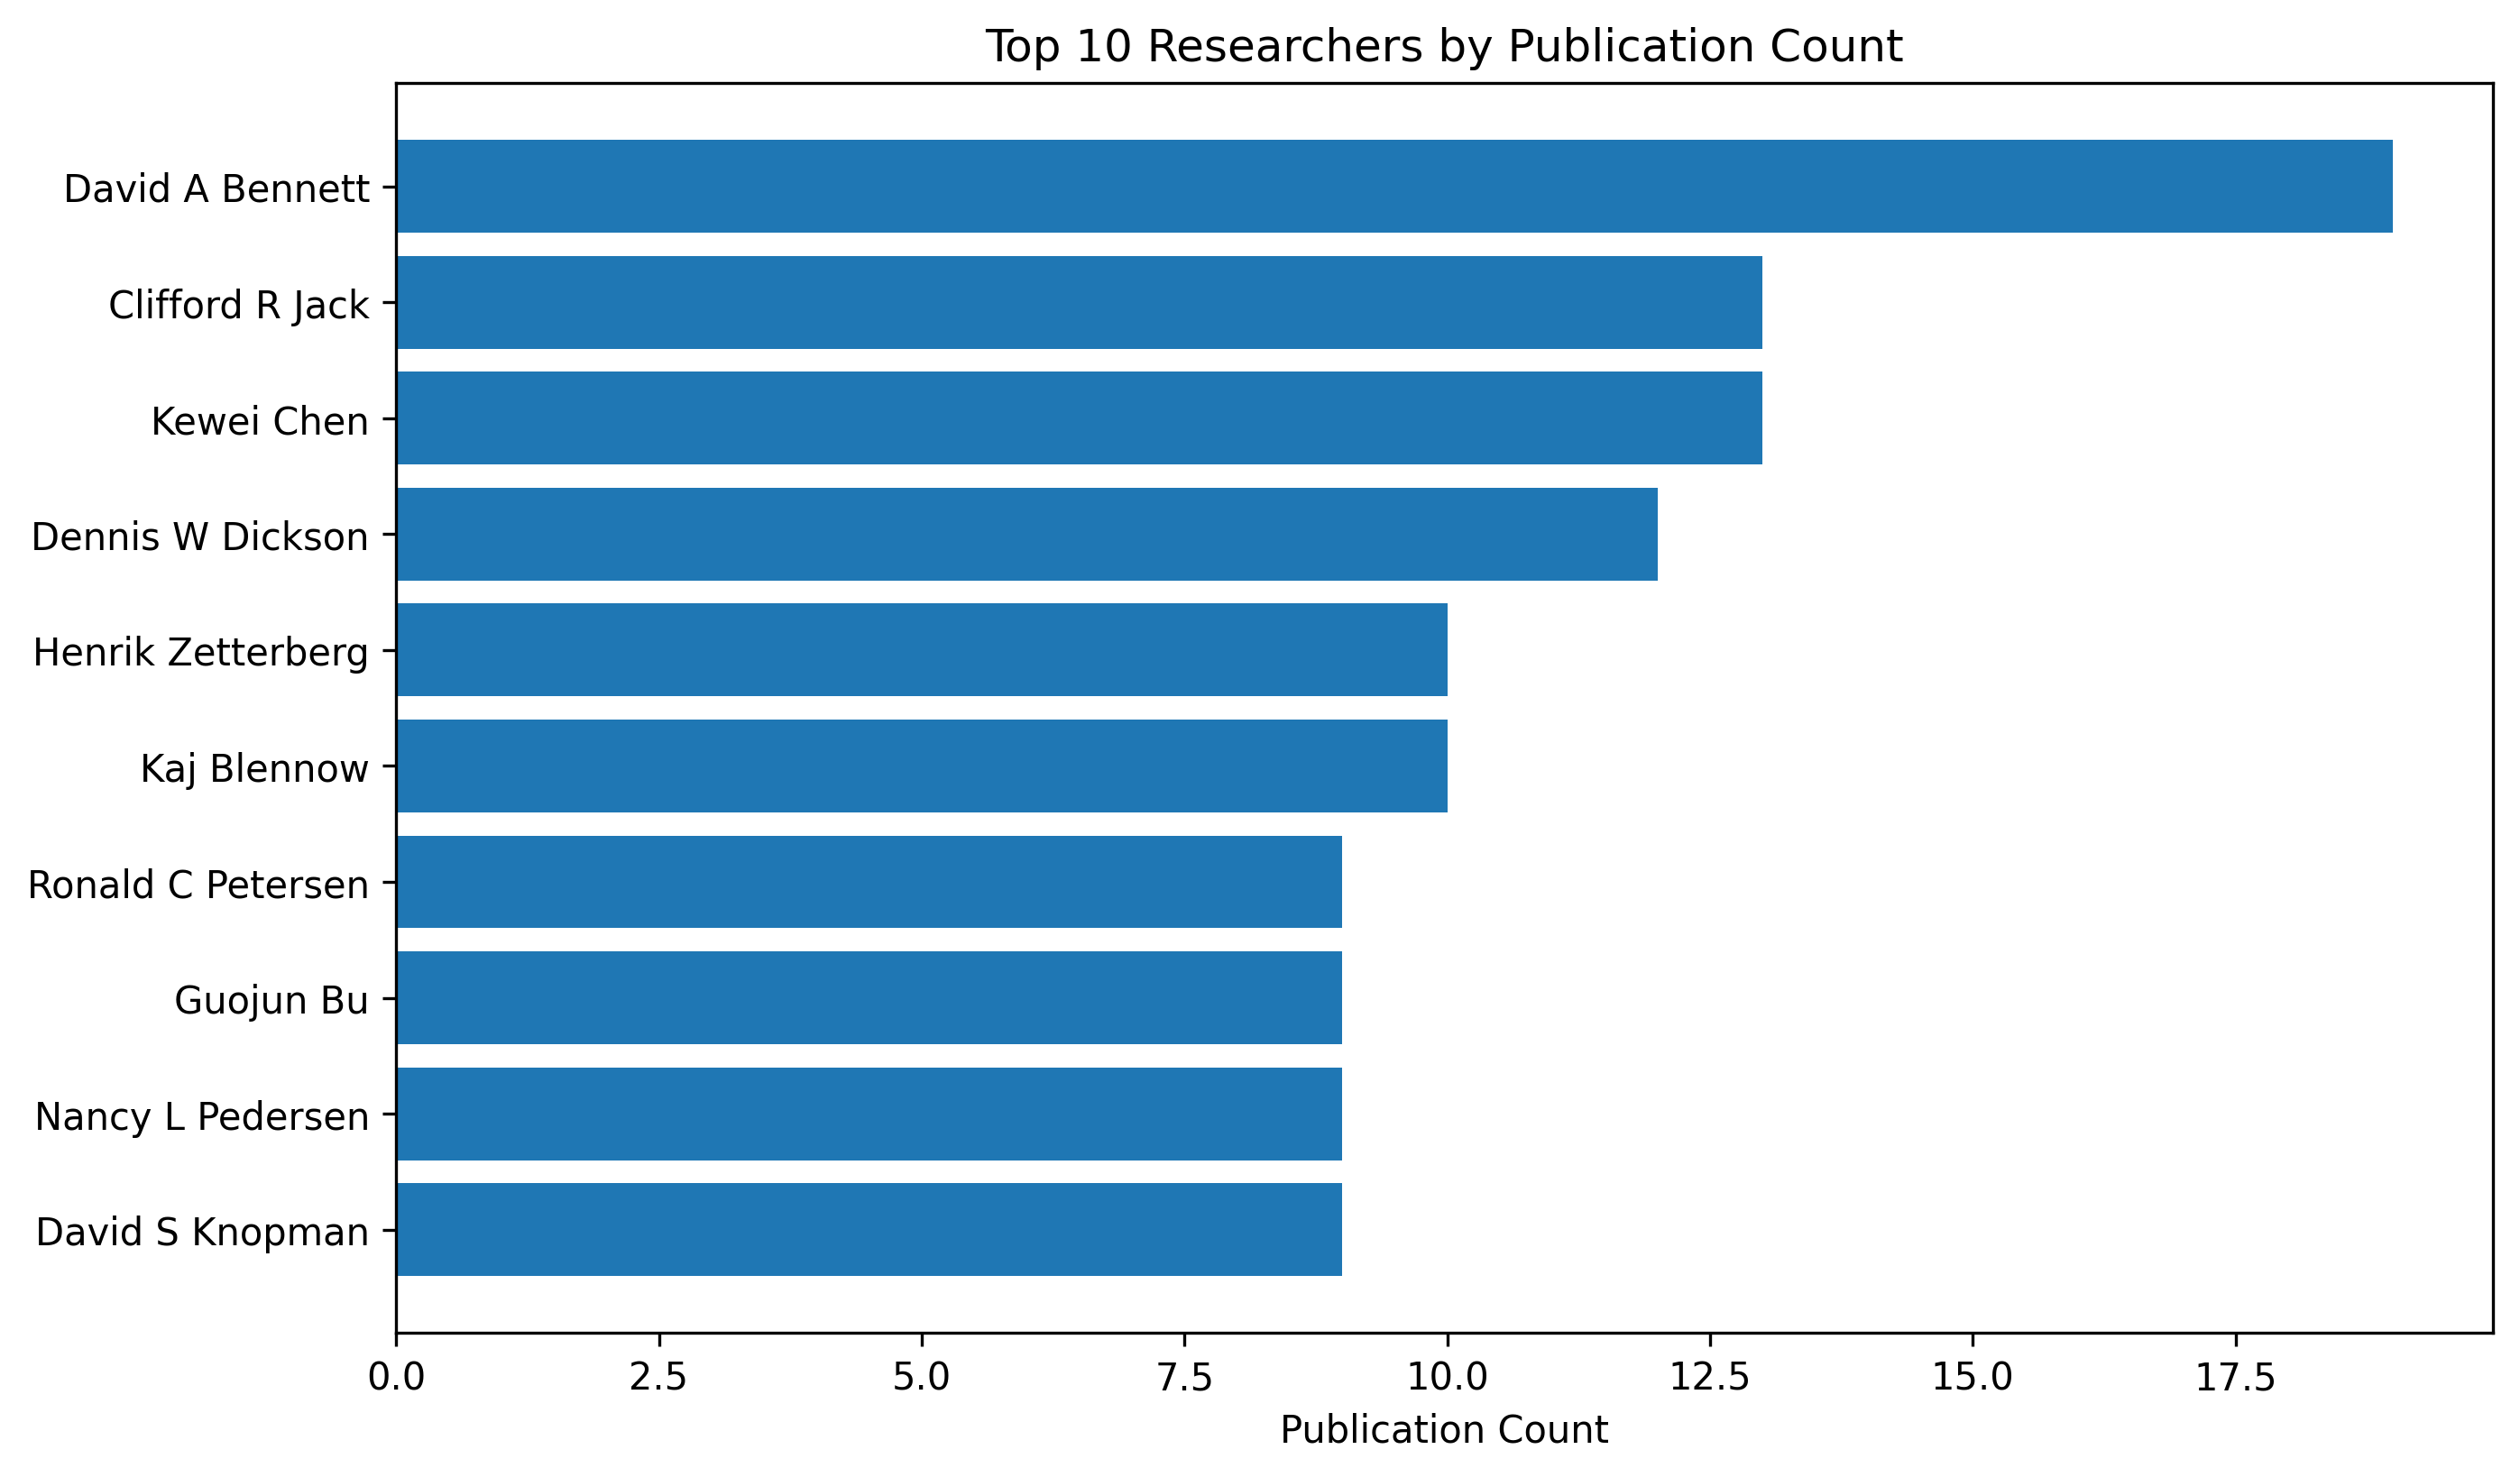 Top 10 Researchers by Publication Count
David A Bennett
Clifford R Jack
Kewei Chen
Dennis W Dickson
Henrik Zetterberg
Kaj Blennow
Ronald C Petersen
Guojun Bu
Nancy L Pedersen
David S Knopman
0.0 2.5 5.0 7.5 10.0 12.5 15.0 17.5
Publication Count